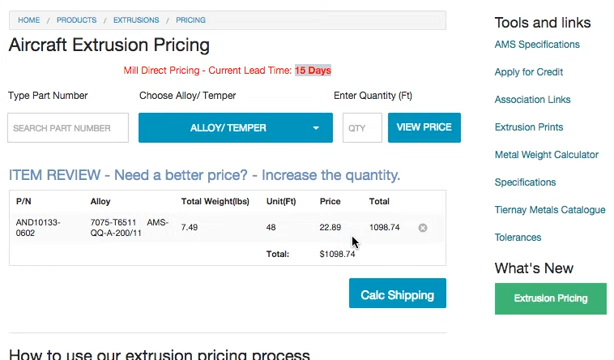 HOME / PRODUCTS / EXTRUSIONS / PRICING
Aircraft Extrusion Pricing
Mill Direct Pricing - Current Lead Time: 15 Days
Type Part Number Choose Alloy/ Temper Enter Quantity (Ft)
SEARCH PART NUMBER ALLOY/TEMPER QTY VIEW PRICE
ITEM REVIEW - Need a better price? - Increase the quantity.
P/N Alloy Total Weight(lbs) Unit(Ft) Price Total
AND10133-0602 7075-T6511 AMS-QQ-A-200/11 7.49 48 22.89 1098.74
Total: $1098.74
Calc Shipping
How to use our extrusion pricing process
Tools and links
AMS Specifications
Apply for Credit
Association Links
Extrusion Prints
Metal Weight Calculator
Specifications
Tiernay Metals Catalogue
Tolerances
What's New
Extrusion Pricing